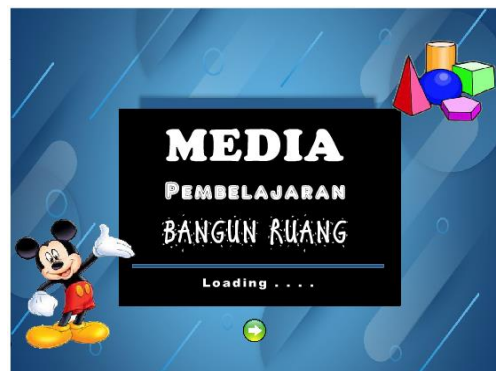 MEDIA
PEMBELAJARAN
BANGUN RUANG
Loading . . . .